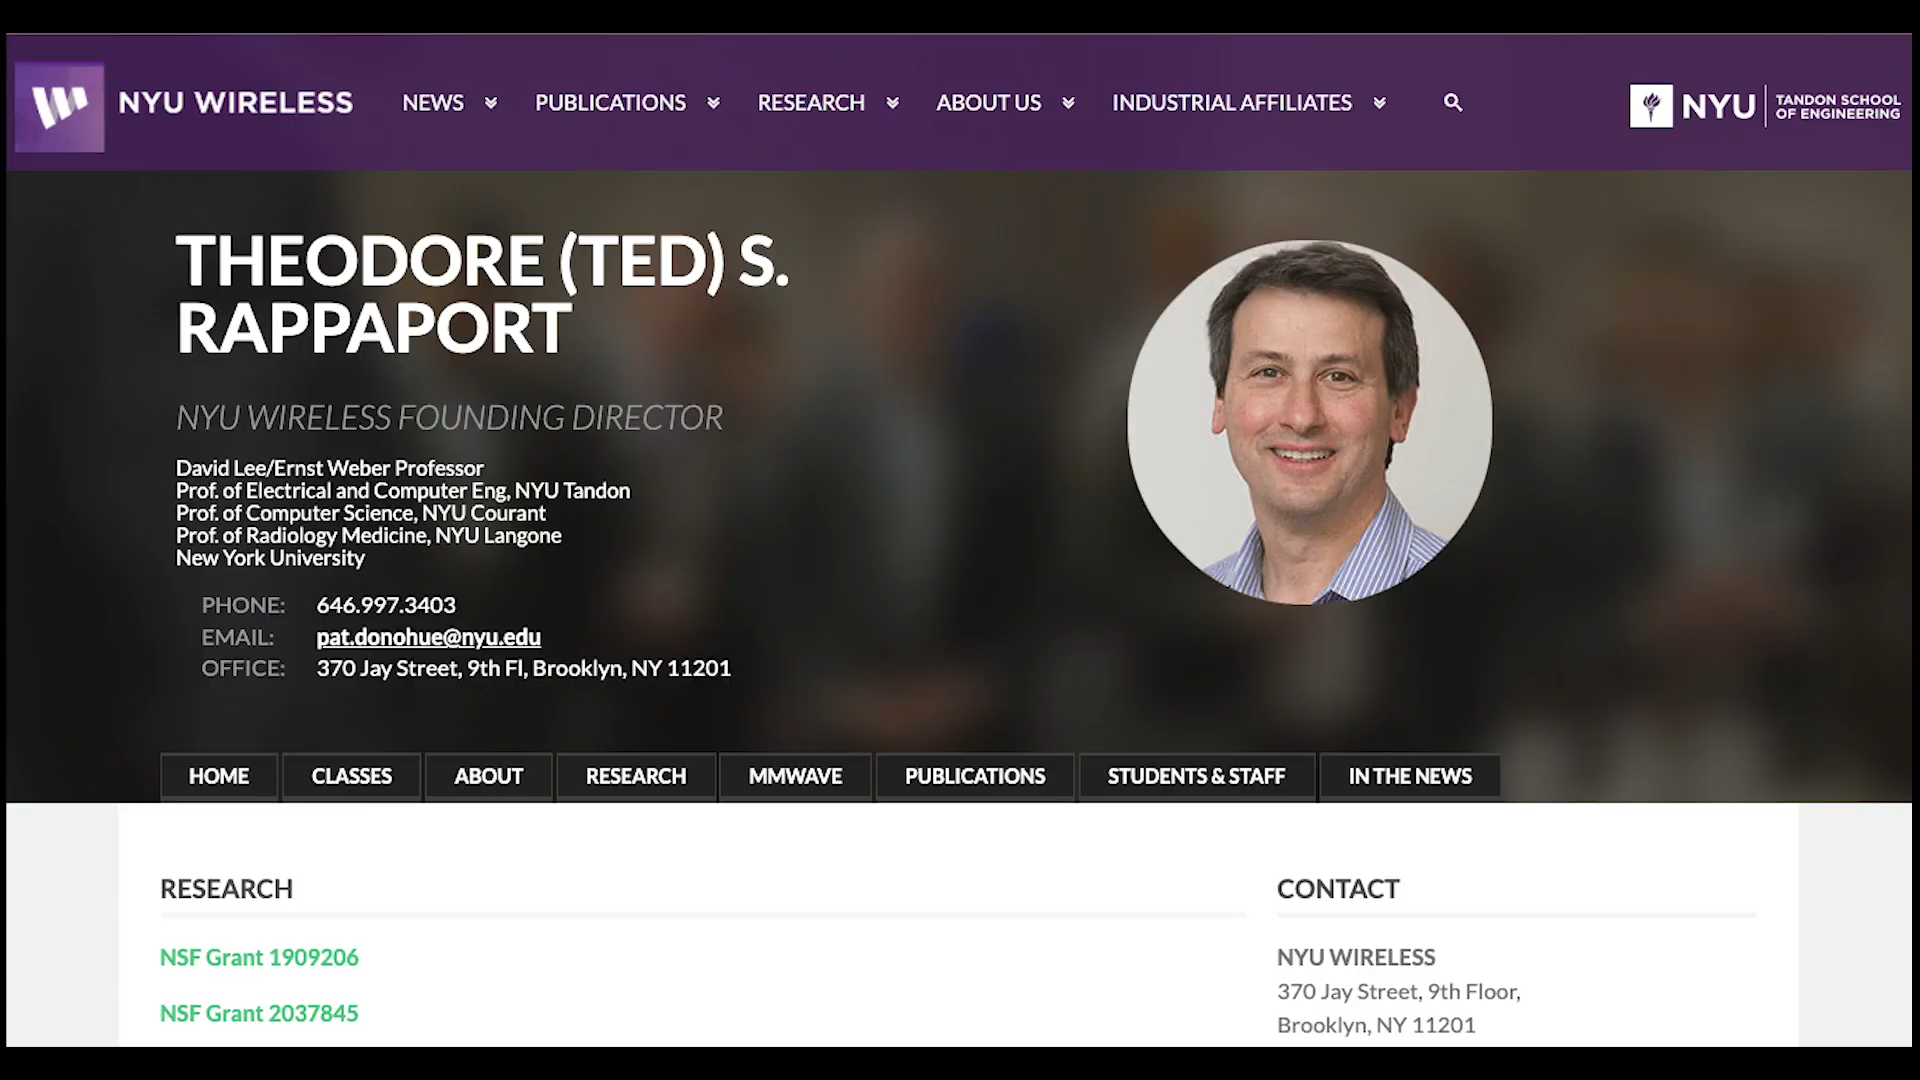 NYU WIRELESS
NEWS
PUBLICATIONS
RESEARCH
ABOUT US
INDUSTRIAL AFFILIATES
NYU
TANDON SCHOOL
OF ENGINEERING
THEODORE (TED) S.
RAPPAPORT
NYU WIRELESS FOUNDING DIRECTOR
David Lee/Ernst Weber Professor
Prof. of Electrical and Computer Eng, NYU Tandon
Prof. of Computer Science, NYU Courant
Prof. of Radiology Medicine, NYU Langone
New York University
PHONE: 646.997.3403
EMAIL: pat.donohue@nyu.edu
OFFICE: 370 Jay Street, 9th Fl, Brooklyn, NY 11201
HOME
CLASSES
ABOUT
RESEARCH
MMWAVE
PUBLICATIONS
STUDENTS & STAFF
IN THE NEWS
RESEARCH
NSF Grant 1909206
NSF Grant 2037845
CONTACT
NYU WIRELESS
370 Jay Street, 9th Floor,
Brooklyn, NY 11201